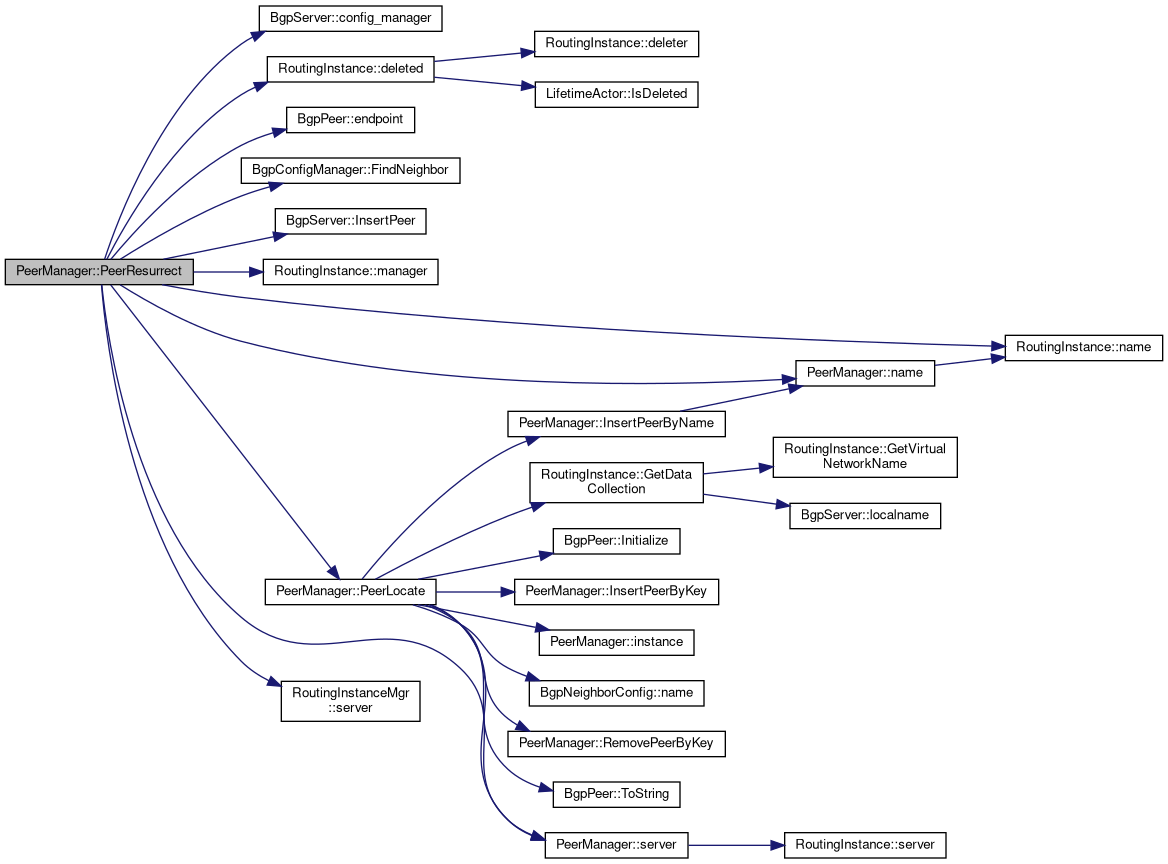 BgpServer::config_manager
RoutingInstance::deleter
RoutingInstance::deleted
LifetimeActor::IsDeleted
BgpPeer::endpoint
BgpConfigManager::FindNeighbor
BgpServer::InsertPeer
PeerManager::PeerResurrect
RoutingInstance::manager
RoutingInstance::name
PeerManager::name
PeerManager::InsertPeerByName
RoutingInstance::GetVirtual
NetworkName
RoutingInstance::GetData
Collection
BgpServer::localname
BgpPeer::Initialize
PeerManager::PeerLocate
PeerManager::InsertPeerByKey
PeerManager::instance
BgpNeighborConfig::name
RoutingInstanceMgr
::server
PeerManager::RemovePeerByKey
BgpPeer::ToString
PeerManager::server
RoutingInstance::server